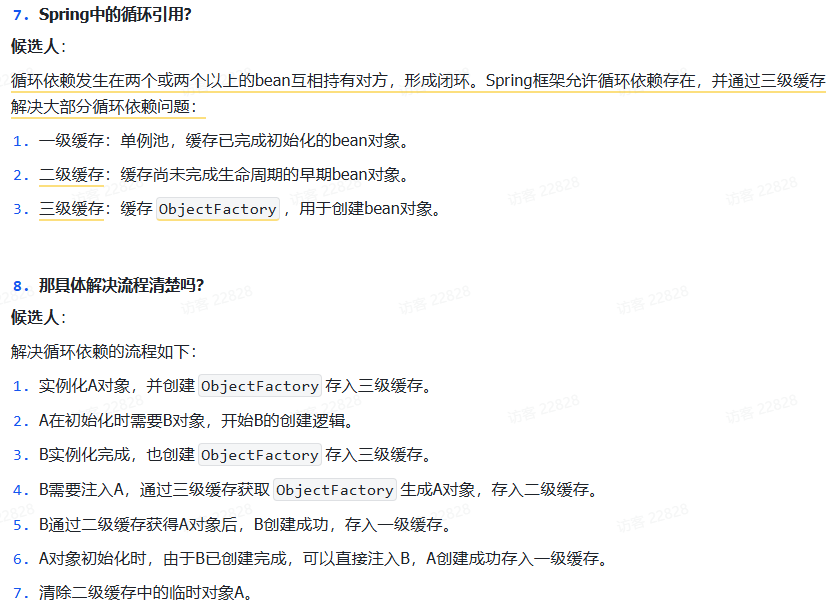 7. Spring中的循环引用?
候选人：
循环依赖发生在两个或两个以上的bean互相持有对方，形成闭环。Spring框架允许循环依赖存在，并通过三级缓存
解决大部分循环依赖问题：
1. 一级缓存：单例池，缓存已完成初始化的bean对象。
2. 二级缓存：缓存尚未完成生命周期的早期bean对象。
3. 三级缓存：缓存 ObjectFactory ，用于创建bean对象。
访客 22828
8. 那具体解决流程清楚吗?
候选人：
解决循环依赖的流程如下：
1. 实例化A对象，并创建 ObjectFactory 存入三级缓存。
2. A在初始化时需要B对象，开始B的创建逻辑。
3. B实例化完成，也创建 ObjectFactory 存入三级缓存。
4. B需要注入A，通过三级缓存获取 ObjectFactory 生成A对象，存入二级缓存。
5. B通过二级缓存获得A对象后，B创建成功，存入一级缓存。
6. A对象初始化时，由于B已创建完成，可以直接注入B，A创建成功存入一级缓存。
7. 清除二级缓存中的临时对象A。